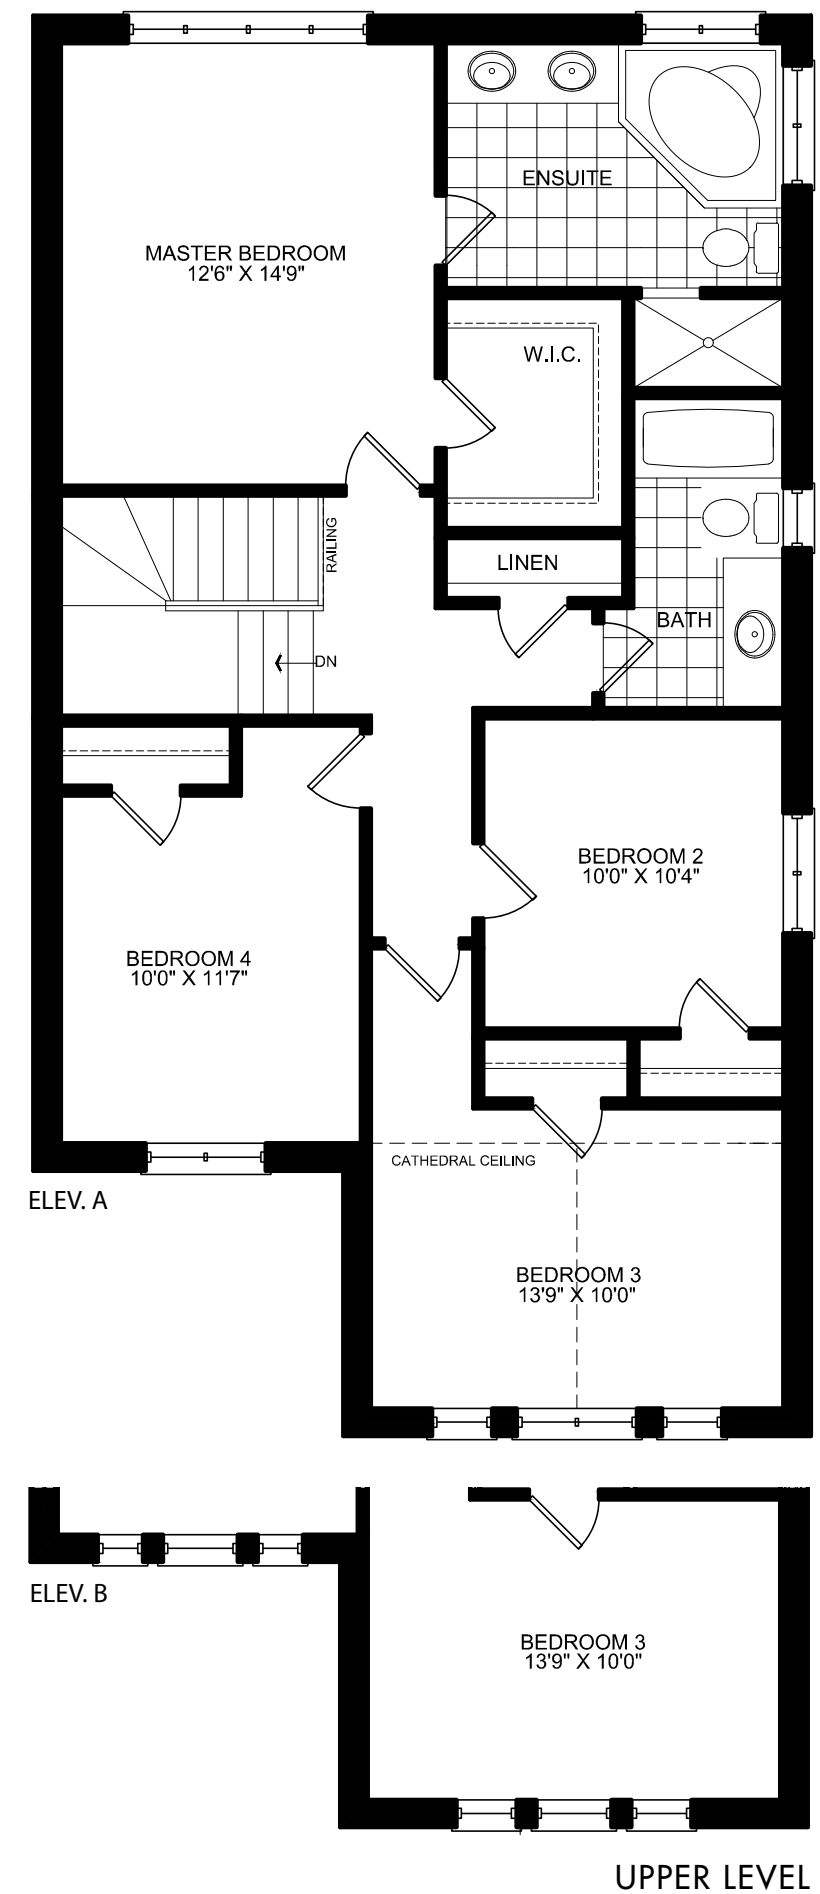 ENSUITE
MASTER BEDROOM
12'6" X 14'9"
W.I.C.
RAILING
LINEN
BATH
DN
BEDROOM 2
10'0" X 10'4"
BEDROOM 4
10'0" X 11'7"
CATHEDRAL CEILING
ELEV. A
BEDROOM 3
13'9" X 10'0"
ELEV. B
BEDROOM 3
13'9" X 10'0"
UPPER LEVEL